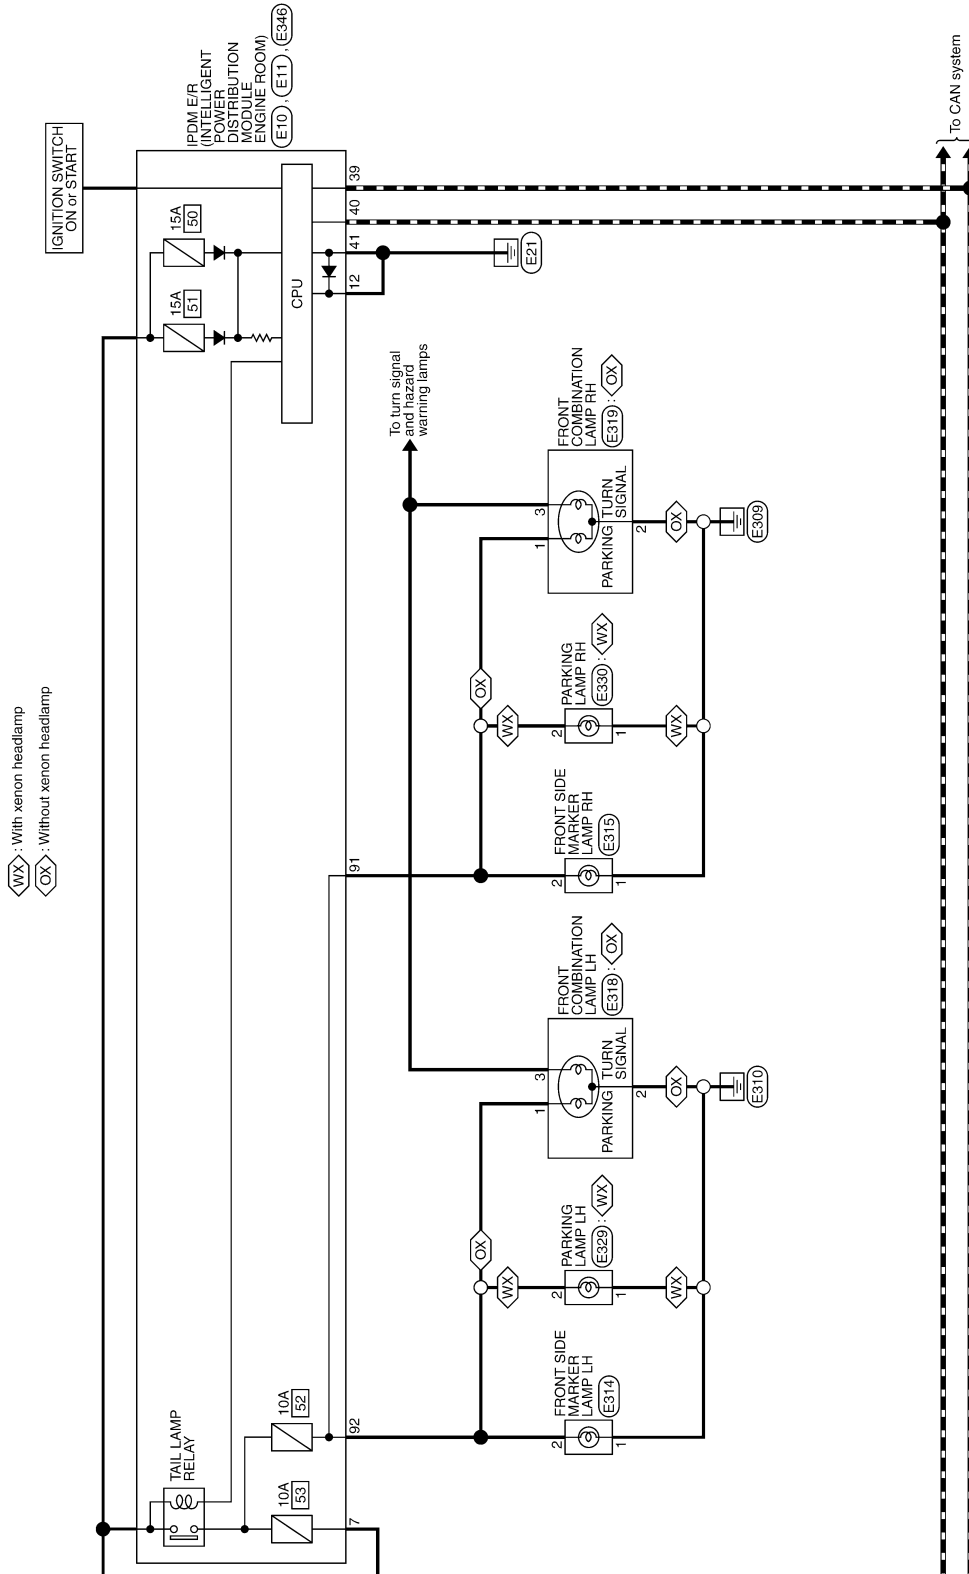 WX : With xenon headlamp
OX : Without xenon headlamp
TAIL LAMP
RELAY
10A
53
10A
52
15A
51
15A
50
IGNITION SWITCH
ON or START
IPDM E/R
(INTELLIGENT
POWER
DISTRIBUTION
MODULE
ENGINE ROOM)
E10 , E11 , E346
CPU
7
92
91
12
41
40
39
E21
To turn signal
and hazard
warning lamps
FRONT SIDE
MARKER
LAMP LH
E314
2
1
OX
WX
PARKING
LAMP LH
E329 : WX
2
1
WX
FRONT
COMBINATION
LAMP LH
E318 : OX
1
3
PARKING
TURN
SIGNAL
2
OX
E310
FRONT SIDE
MARKER
LAMP RH
E315
2
1
OX
WX
PARKING
LAMP RH
E330 : WX
2
1
WX
FRONT
COMBINATION
LAMP RH
E319 : OX
1
3
PARKING
TURN
SIGNAL
2
OX
E309
To CAN system